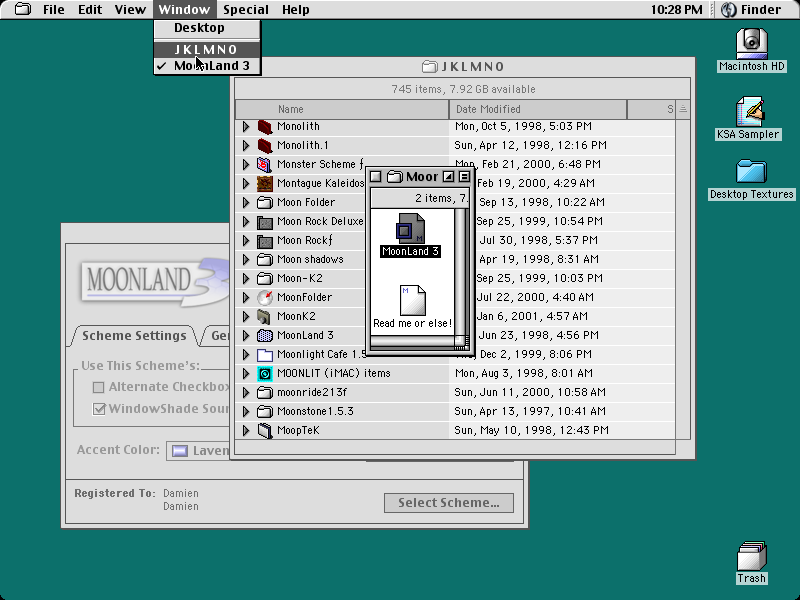 File Edit View Window Special Help 10:28 PM Finder
Desktop
J K L M N O
✓ MoonLand 3
J K L M N O
745 items, 7.92 GB available
Name Date Modified S
Monolith Mon, Oct 5, 1998, 5:03 PM
Monolith.1 Sun, Apr 12, 1998, 12:16 PM
Monster Scheme ƒ Mon, Feb 21, 2000, 6:48 PM
Montague Kaleidos Feb 19, 2000, 4:29 AM
Moon Folder Sep 13, 1998, 10:22 AM
Moon Rock Deluxe Sep 25, 1999, 10:54 PM
Moon Rockƒ Jul 30, 1998, 5:37 PM
Moon shadows Apr 19, 1998, 8:31 AM
Moon-K2 Sep 25, 1999, 10:03 PM
MoonFolder Jul 22, 2000, 4:40 AM
MoonK2 Jan 6, 2001, 4:57 AM
MoonLand 3 Jun 23, 1998, 4:56 PM
Moonlight Cafe 1.5 Dec 2, 1999, 8:06 PM
MOONLIT (iMAC) items Mon, Aug 3, 1998, 8:01 AM
moonride213f Sun, Jun 11, 2000, 10:58 AM
Moonstone1.5.3 Sun, Apr 13, 1997, 10:41 AM
MoopTeK Sun, May 10, 1998, 12:43 PM
Moor
2 items, 7.
M
MoonLand 3
M
Read me or else!
MOONLAND 3
Scheme Settings Gen
Use This Scheme's:
Alternate Checkbox
WindowShade Soun
Accent Color: Laven
Registered To: Damien
Damien
Select Scheme...
Macintosh HD
KSA Sampler
Desktop Textures
Trash